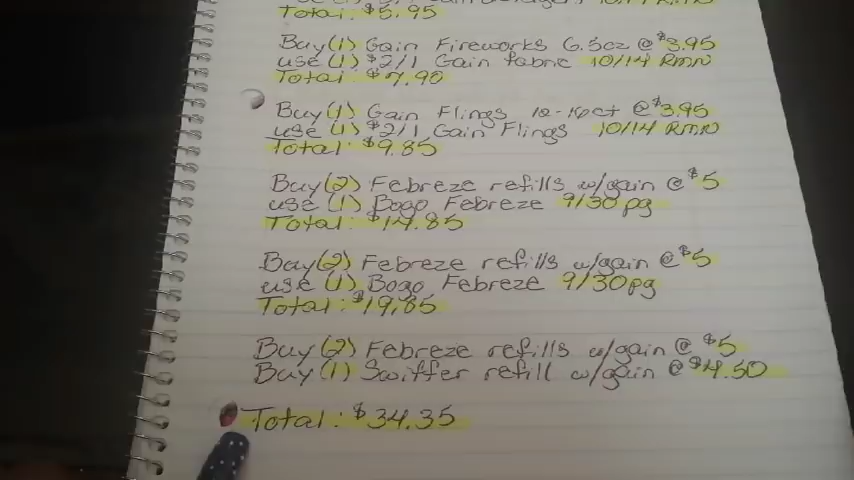 Total: $5.95
Buy (1) Gain Fireworks 6.5oz @ $3.95
use (1) $2/1 Gain fabric 10/14 RMN
Total: $7.90
Buy (1) Gain Flings 12-16ct @ $3.95
use (1) $2/1 Gain Flings 10/14 RMN
Total: $9.85
Buy (2) Febreze refills w/gain @ $5
use (1) Bogo Febreze 9/30 pg
Total: $14.85
Buy (2) Febreze refills w/gain @ $5
use (1) Bogo Febreze 9/30pg
Total: $19.85
Buy (2) Febreze refills w/gain @ $5
Buy (1) Swiffer refill w/gain @ $4.50
Total: $34.35